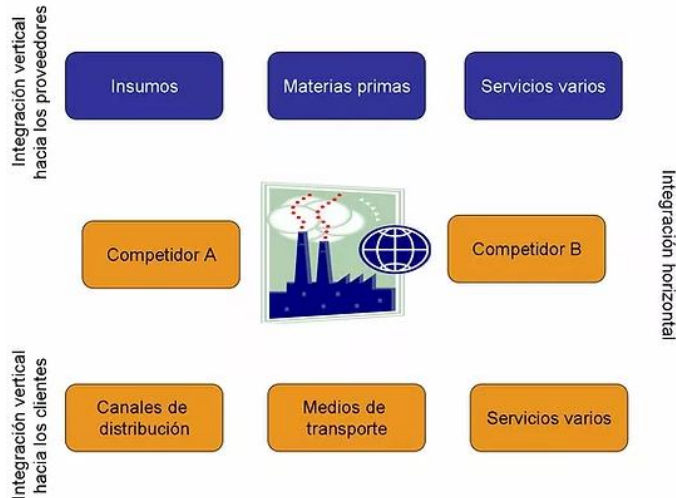 Integración vertical
hacia los proveedores
Insumos
Materias primas
Servicios varios
Competidor A
Competidor B
Integración horizontal
Integración vertical
hacia los clientes
Canales de
distribución
Medios de
transporte
Servicios varios